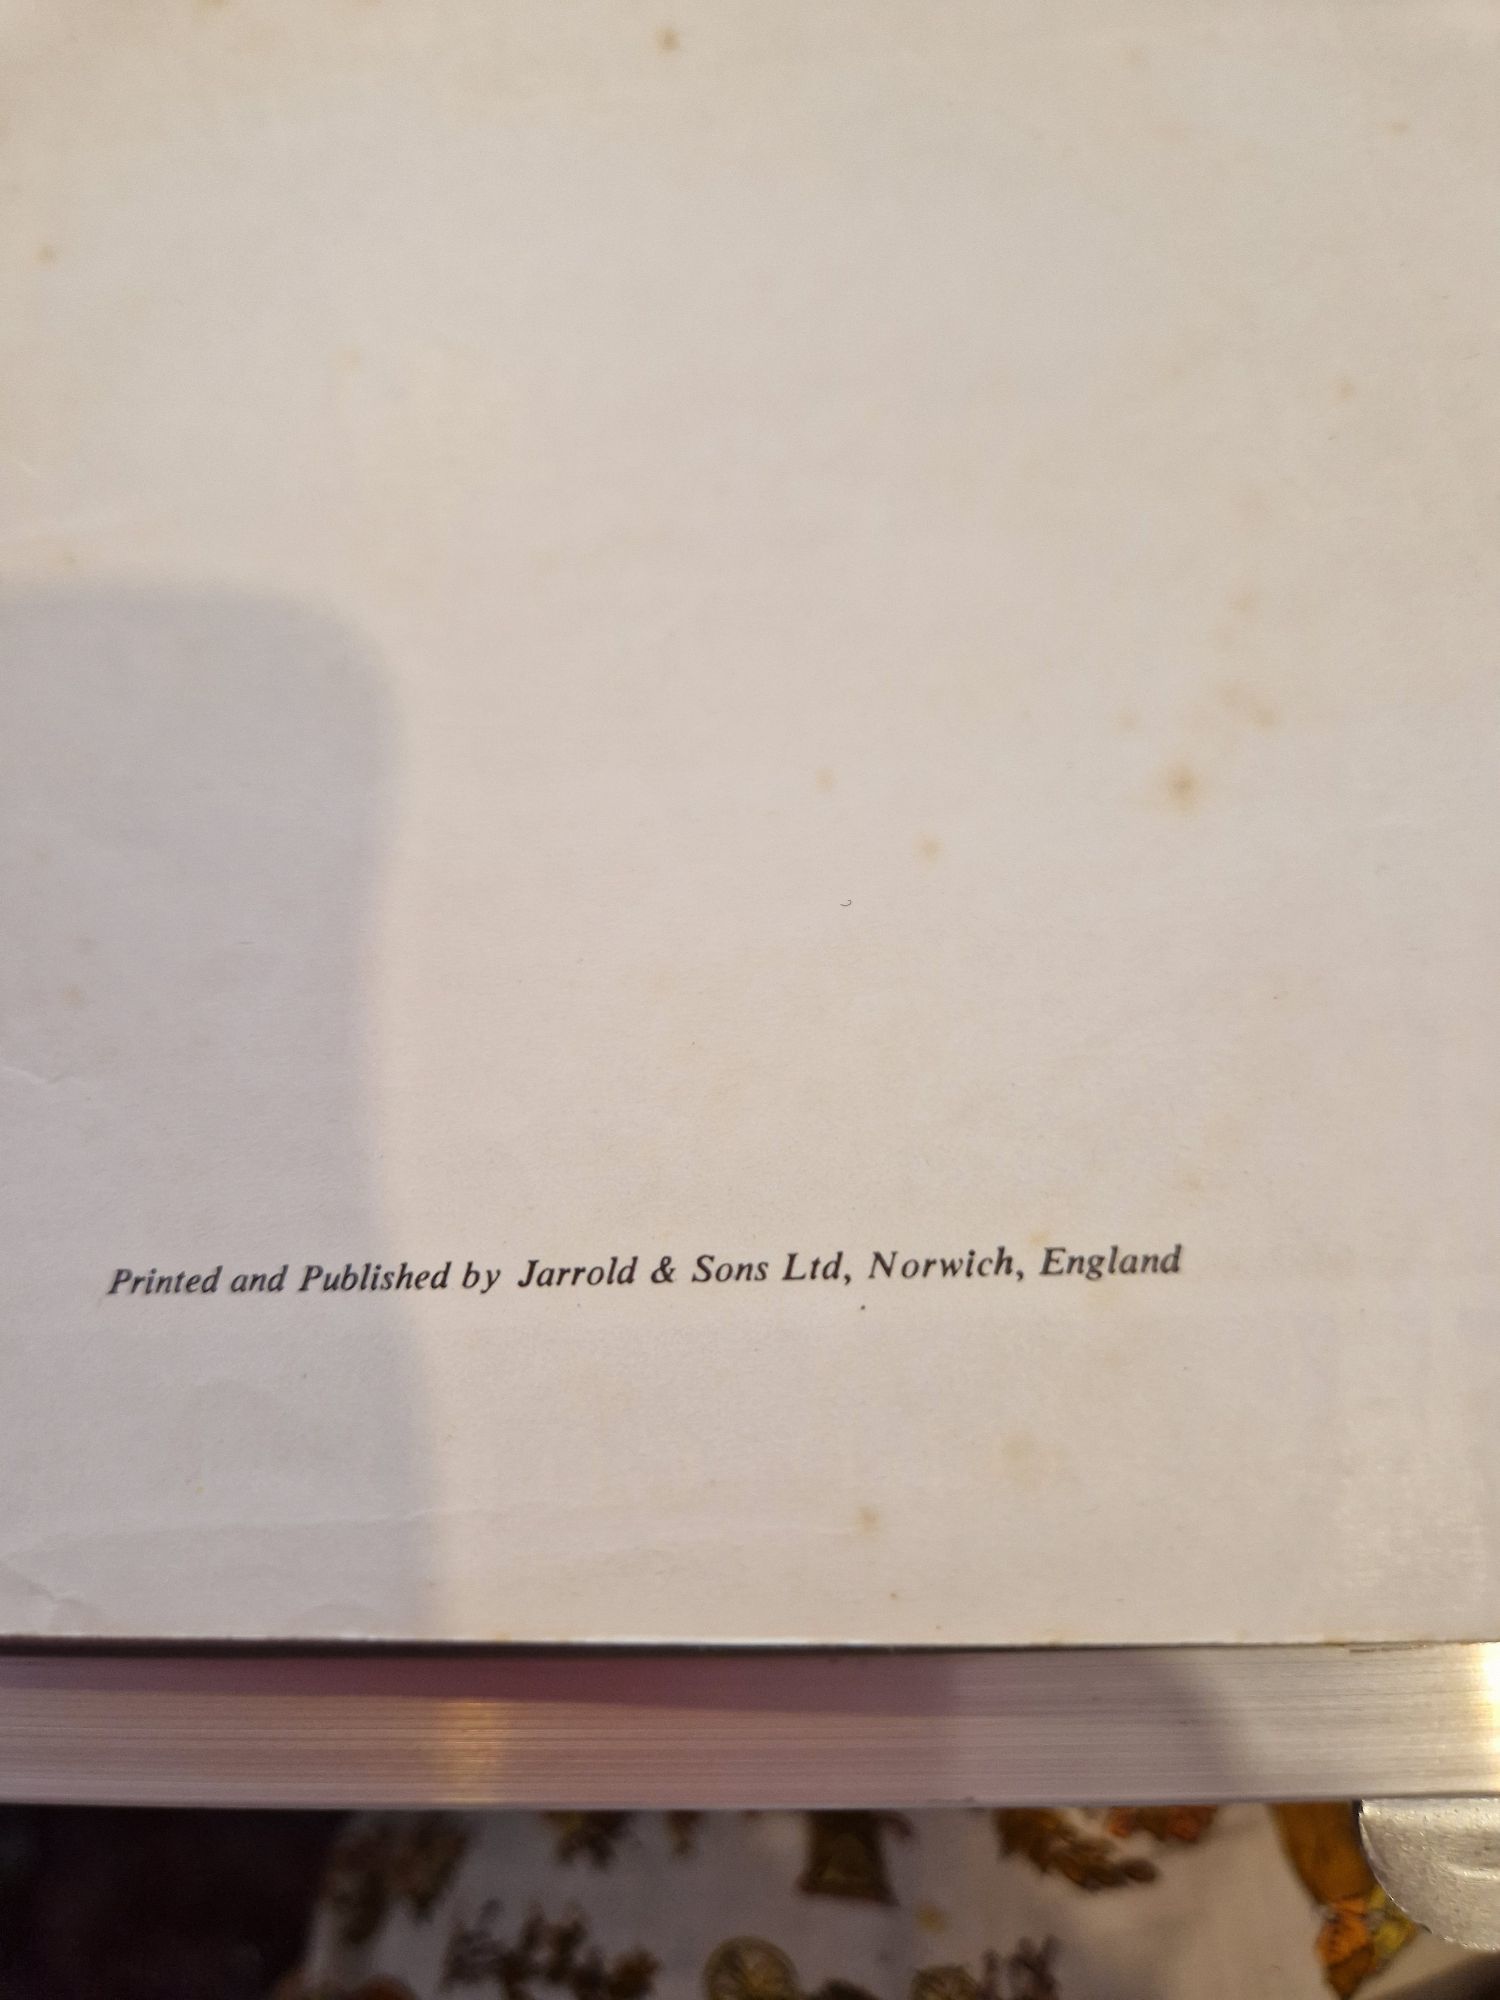 Printed and Published by Jarrold & Sons Ltd, Norwich, England